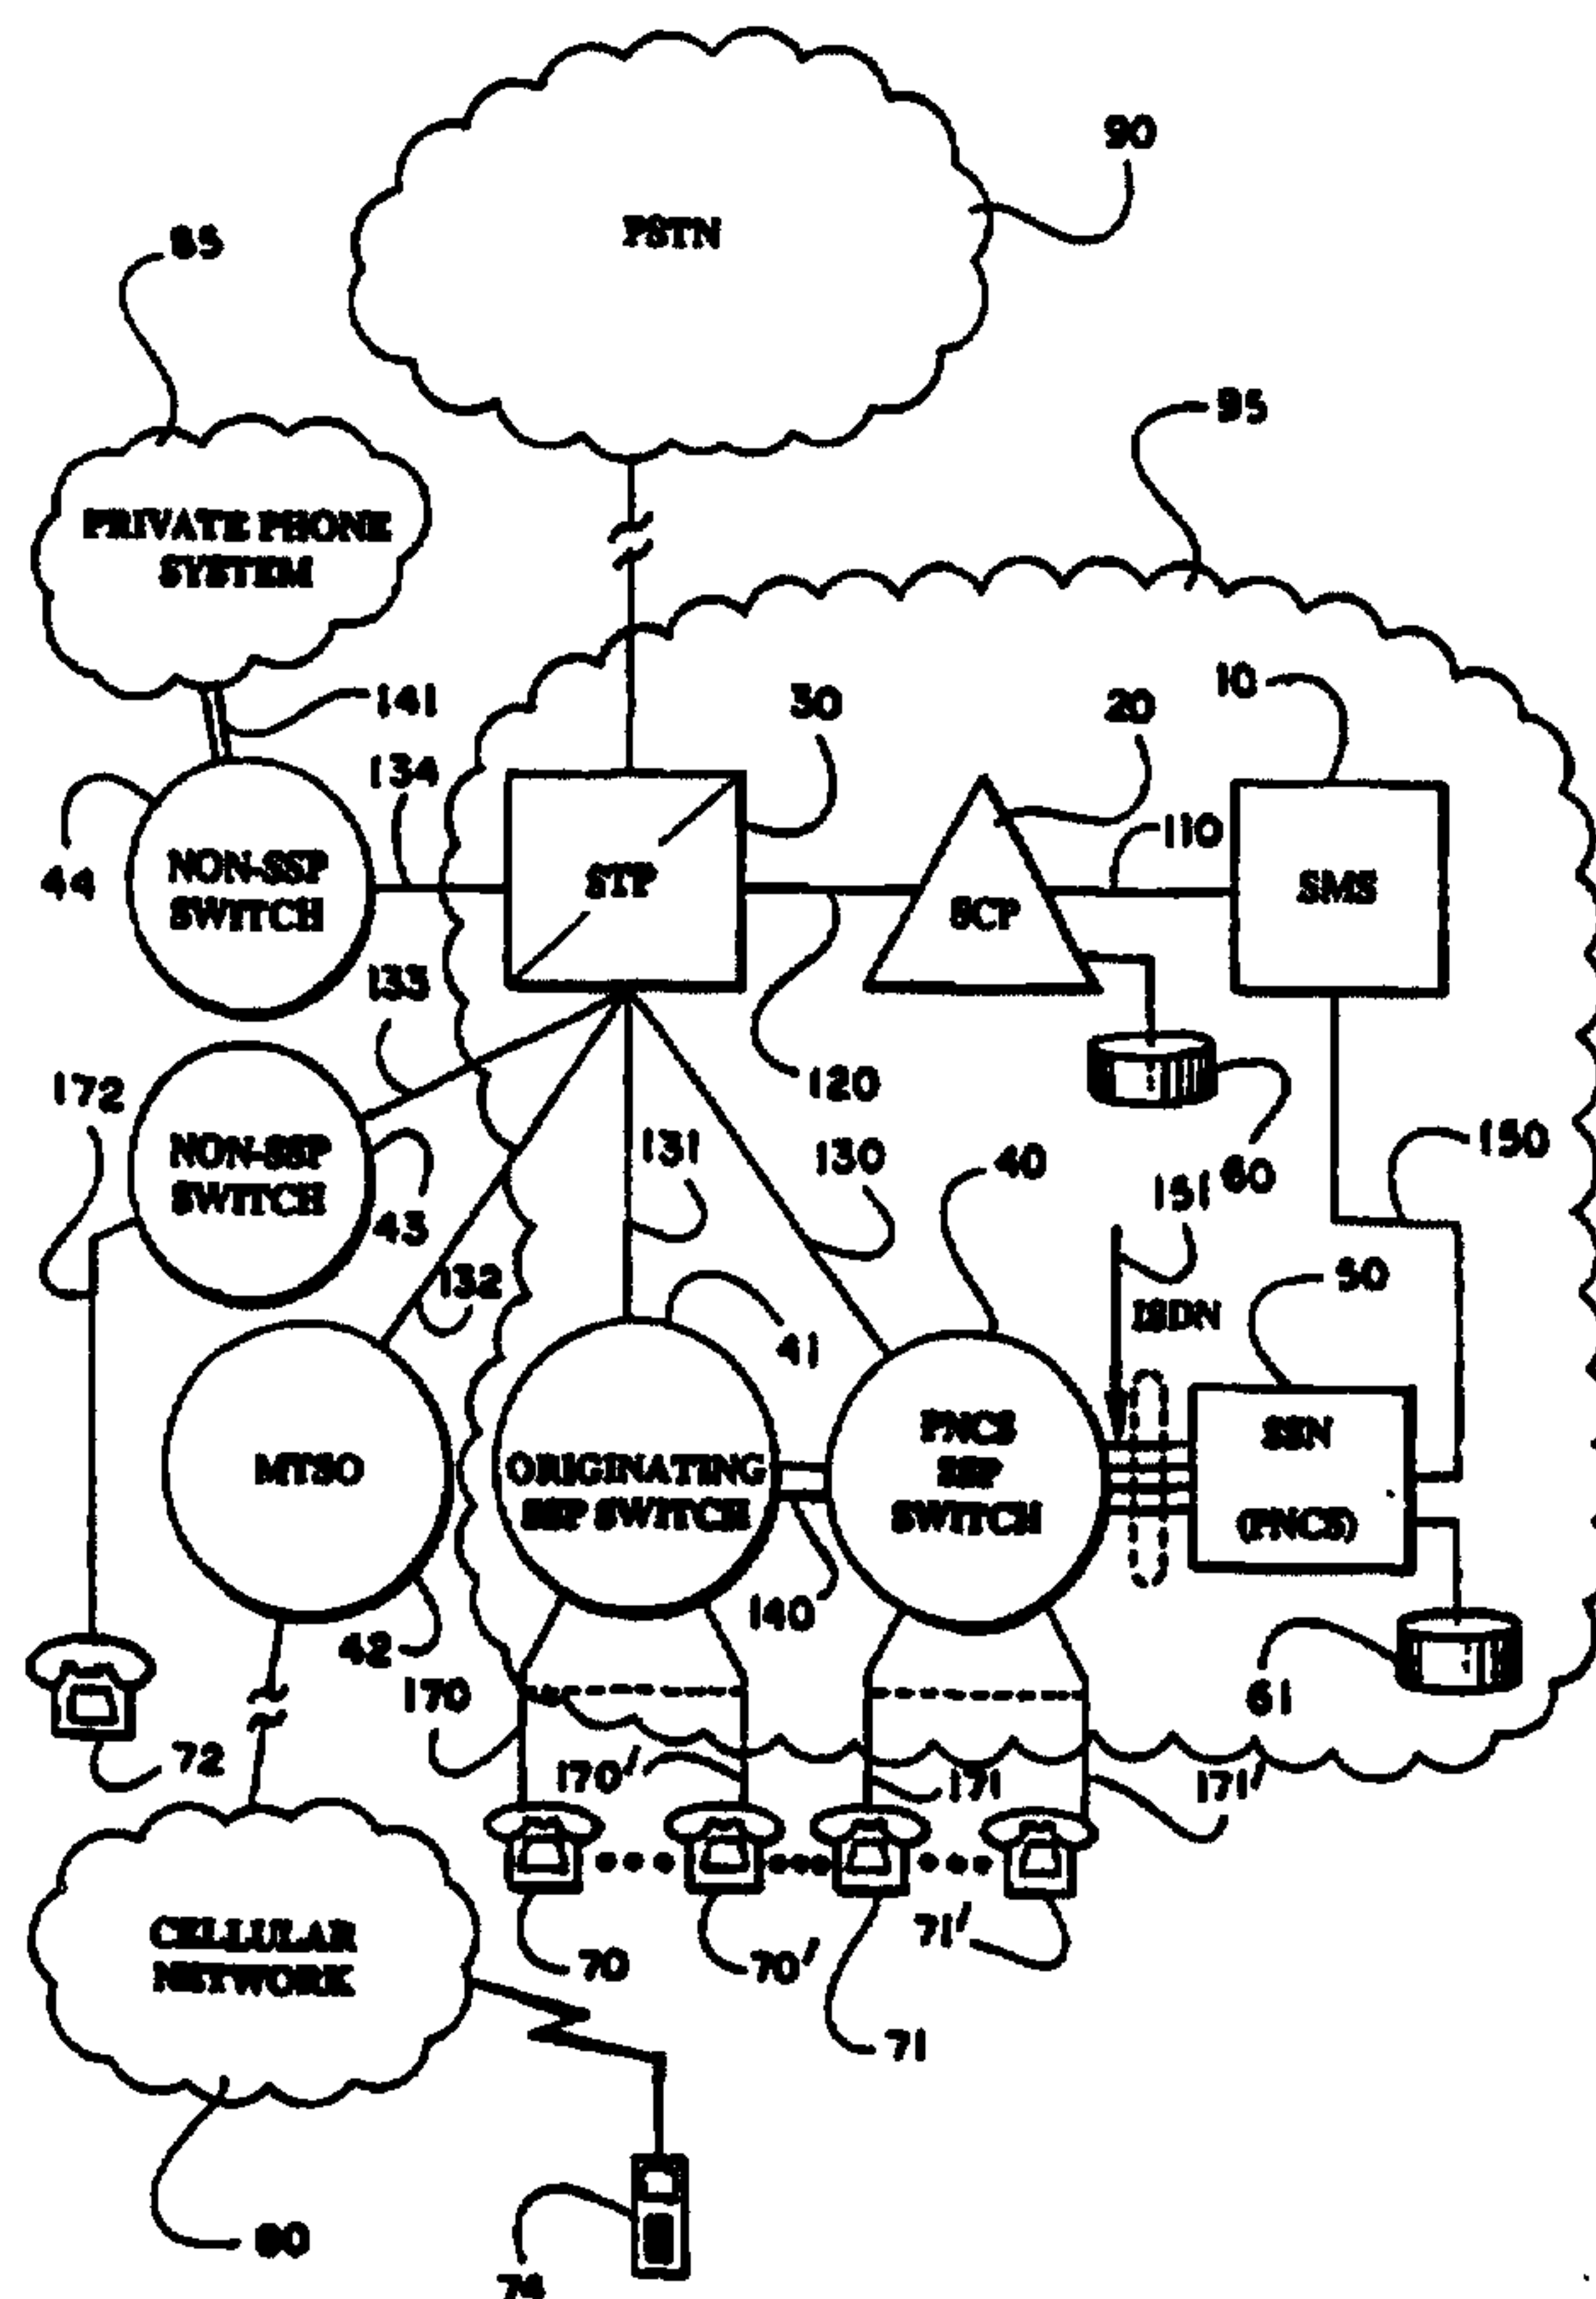 90
PSTN
85
95
PRIVATE PHONE
SYSTEM
141
134
30
20
10
110
44
NON-SSP
SWITCH
STP
SCP
SMS
133
172
120
NON-SSP
SWITCH
43
131
130
40
151
60
150
132
ISDN
50
41
MTSO
ORIGINATING
SSP SWITCH
PNCS
SSP
SWITCH
SSN
(PNCS)
140
42
170
61
72
170'
171
171'
CELLULAR
NETWORK
70
70'
71'
71
80
74